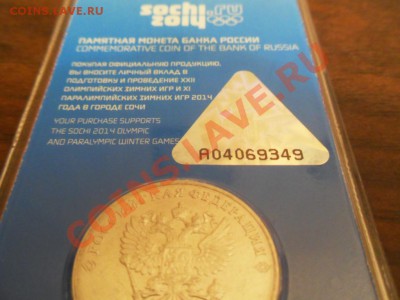 COINS.SAVE.RU
sochi.ru
2014
ПАМЯТНАЯ МОНЕТА БАНКА РОССИИ
COMMEMORATIVE COIN OF THE BANK OF RUSSIA
ПОКУПАЯ ОФИЦИАЛЬНУЮ ПРОДУКЦИЮ,
ВЫ ВНОСИТЕ ЛИЧНЫЙ ВКЛАД В
ПОДГОТОВКУ И ПРОВЕДЕНИЕ XXII
ОЛИМПИЙСКИХ ЗИМНИХ ИГР И XI
ПАРАЛИМПИЙСКИХ ЗИМНИХ ИГР 2014
ГОДА В ГОРОДЕ СОЧИ
YOUR PURCHASE SUPPORTS
THE SOCHI 2014 OLYMPIC
AND PARALYMPIC WINTER GAMES
A04069349
РОССИЙСКАЯ ФЕДЕРАЦИЯ